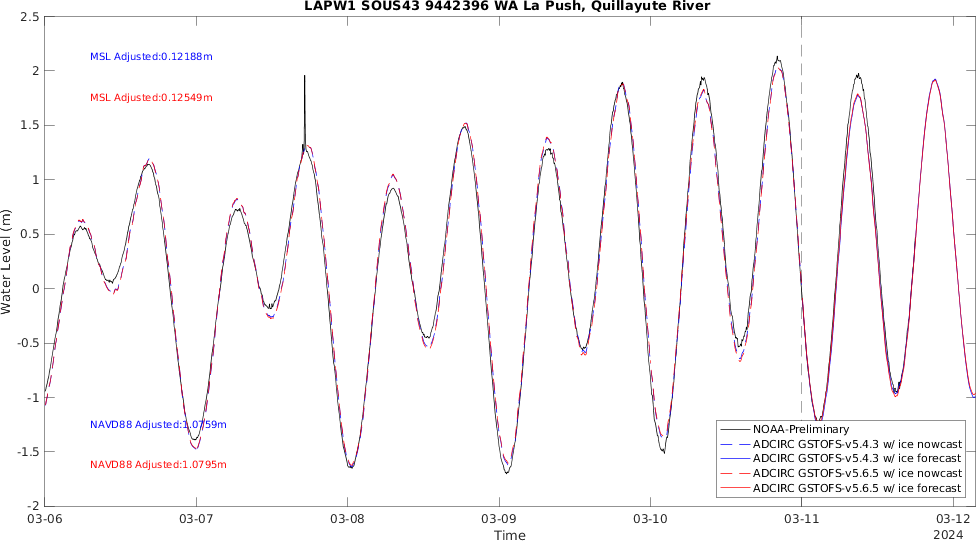 LAPW1 SOUS43 9442396 WA La Push, Quillayute River
2.5
2
1.5
1
0.5
0
-0.5
-1
-1.5
-2
Water Level (m)
MSL Adjusted:0.12188m
MSL Adjusted:0.12549m
NAVD88 Adjusted:1.0759m
NAVD88 Adjusted:1.0795m
NOAA-Preliminary
ADCIRC GSTOFS-v5.4.3 w/ ice nowcast
ADCIRC GSTOFS-v5.4.3 w/ ice forecast
ADCIRC GSTOFS-v5.6.5 w/ ice nowcast
ADCIRC GSTOFS-v5.6.5 w/ ice forecast
03-06 03-07 03-08 03-09 03-10 03-11 03-12
Time
2024